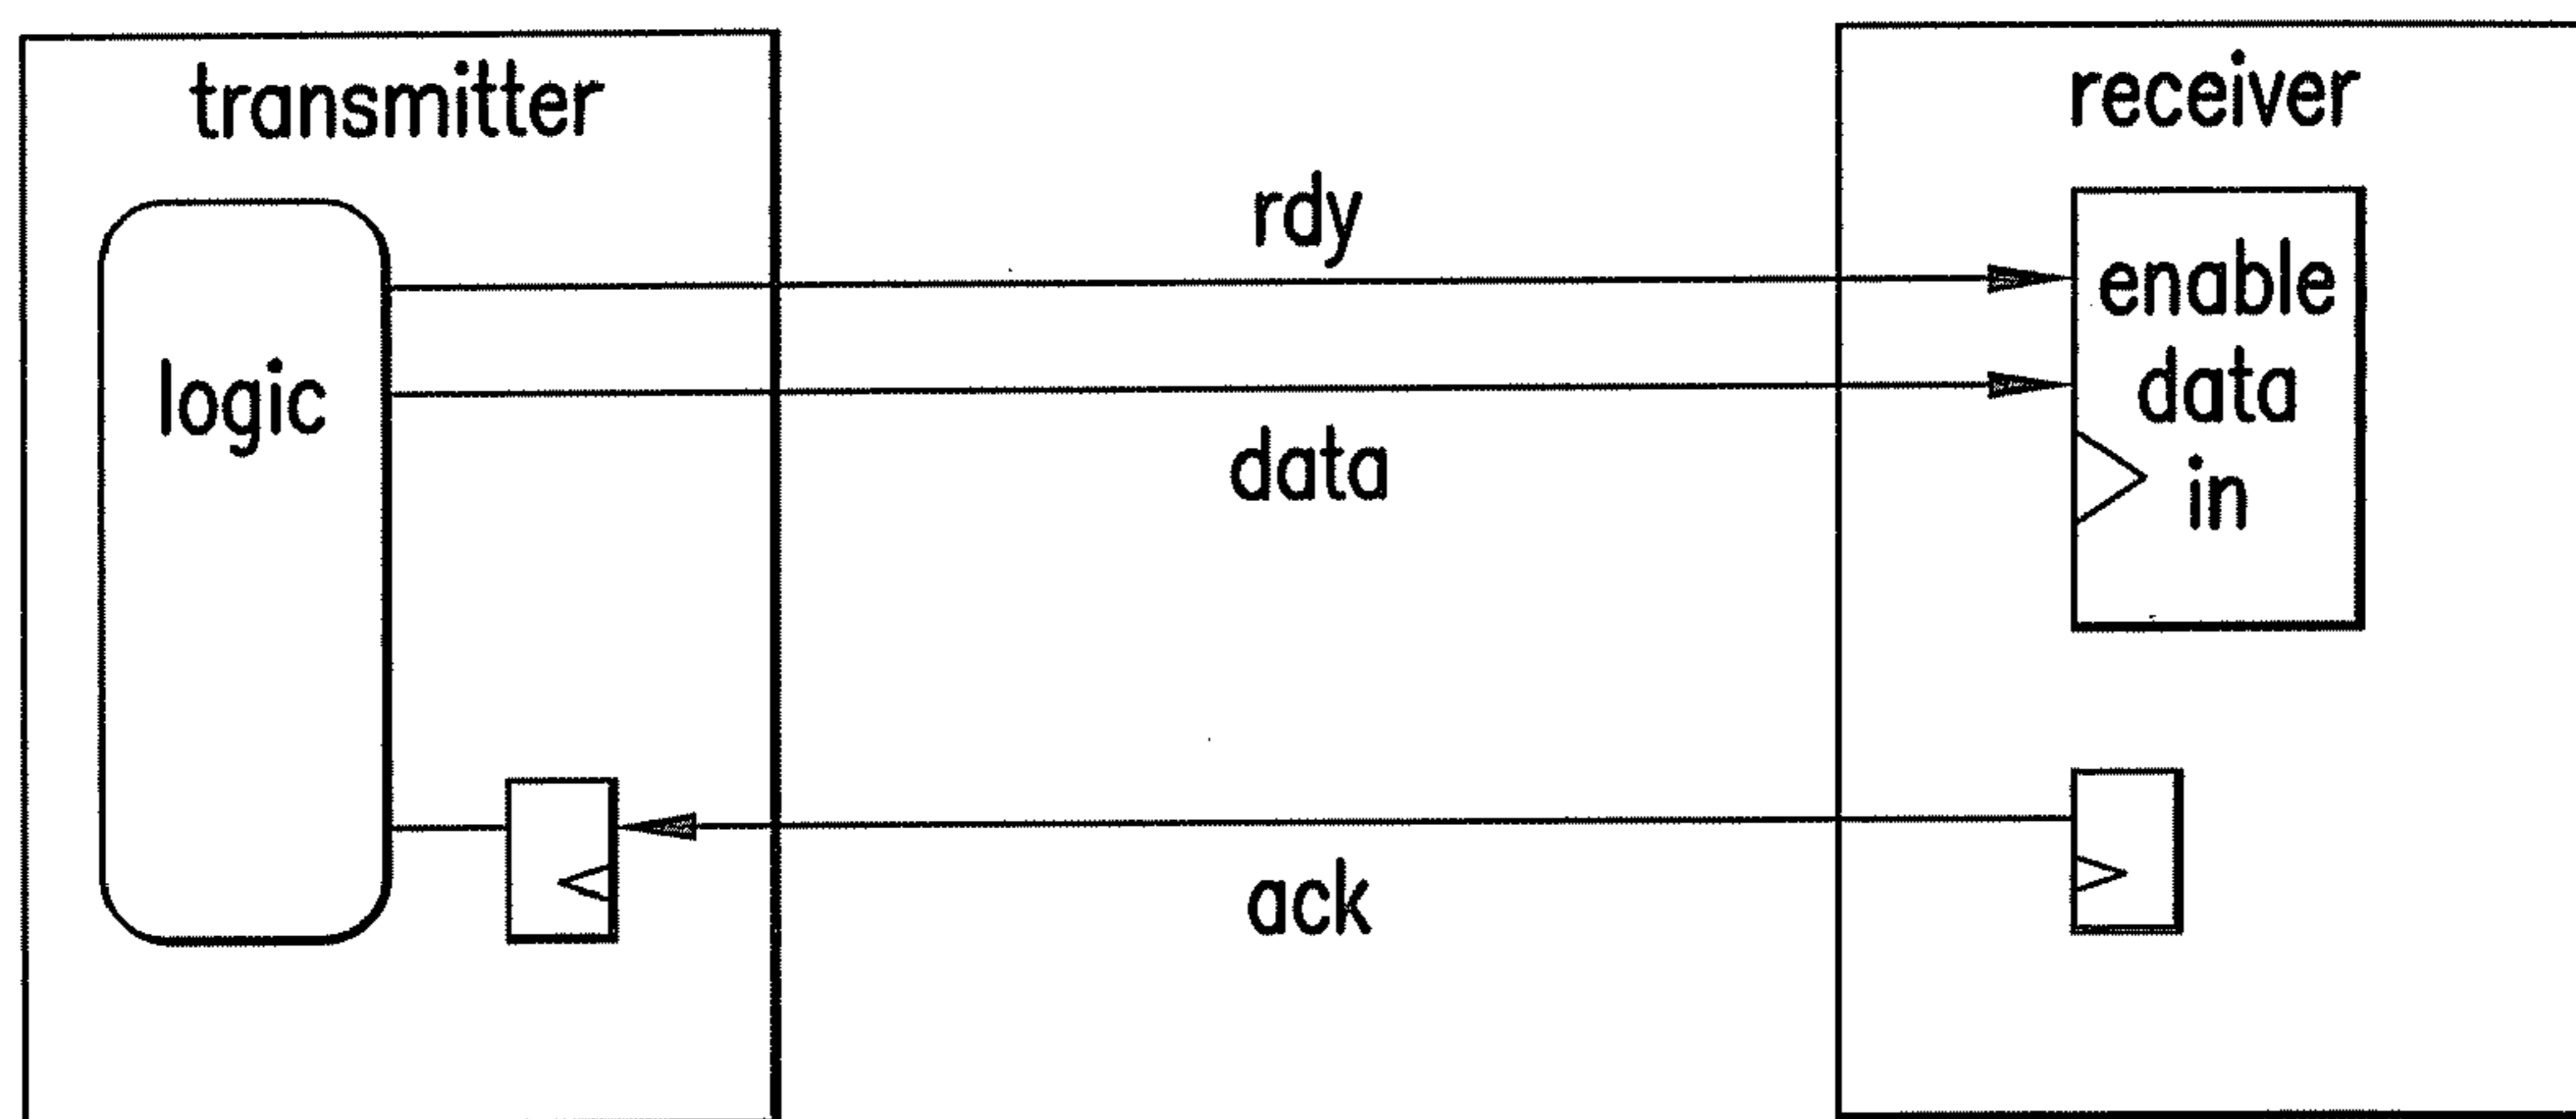 transmitter
receiver
rdy
enable
logic
data
data
in
ack